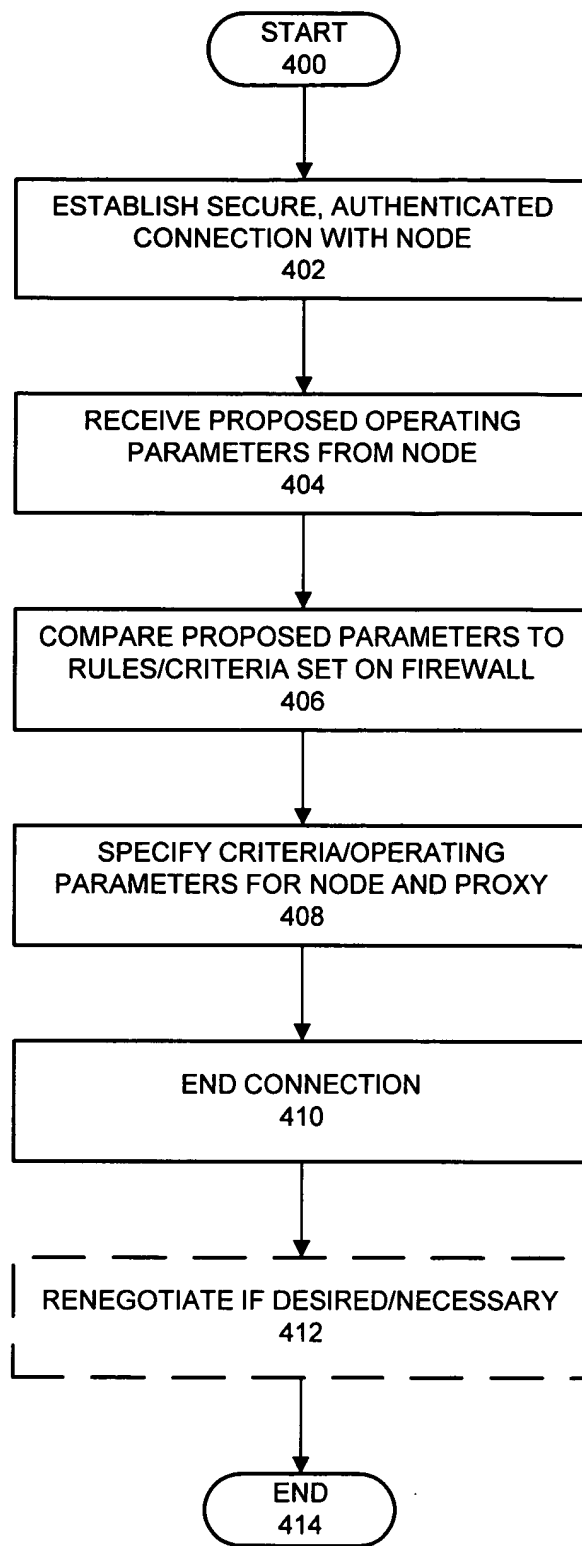 START
400
ESTABLISH SECURE, AUTHENTICATED
CONNECTION WITH NODE
402
RECEIVE PROPOSED OPERATING
PARAMETERS FROM NODE
404
COMPARE PROPOSED PARAMETERS TO
RULES/CRITERIA SET ON FIREWALL
406
SPECIFY CRITERIA/OPERATING
PARAMETERS FOR NODE AND PROXY
408
END CONNECTION
410
RENEGOTIATE IF DESIRED/NECESSARY
412
END
414